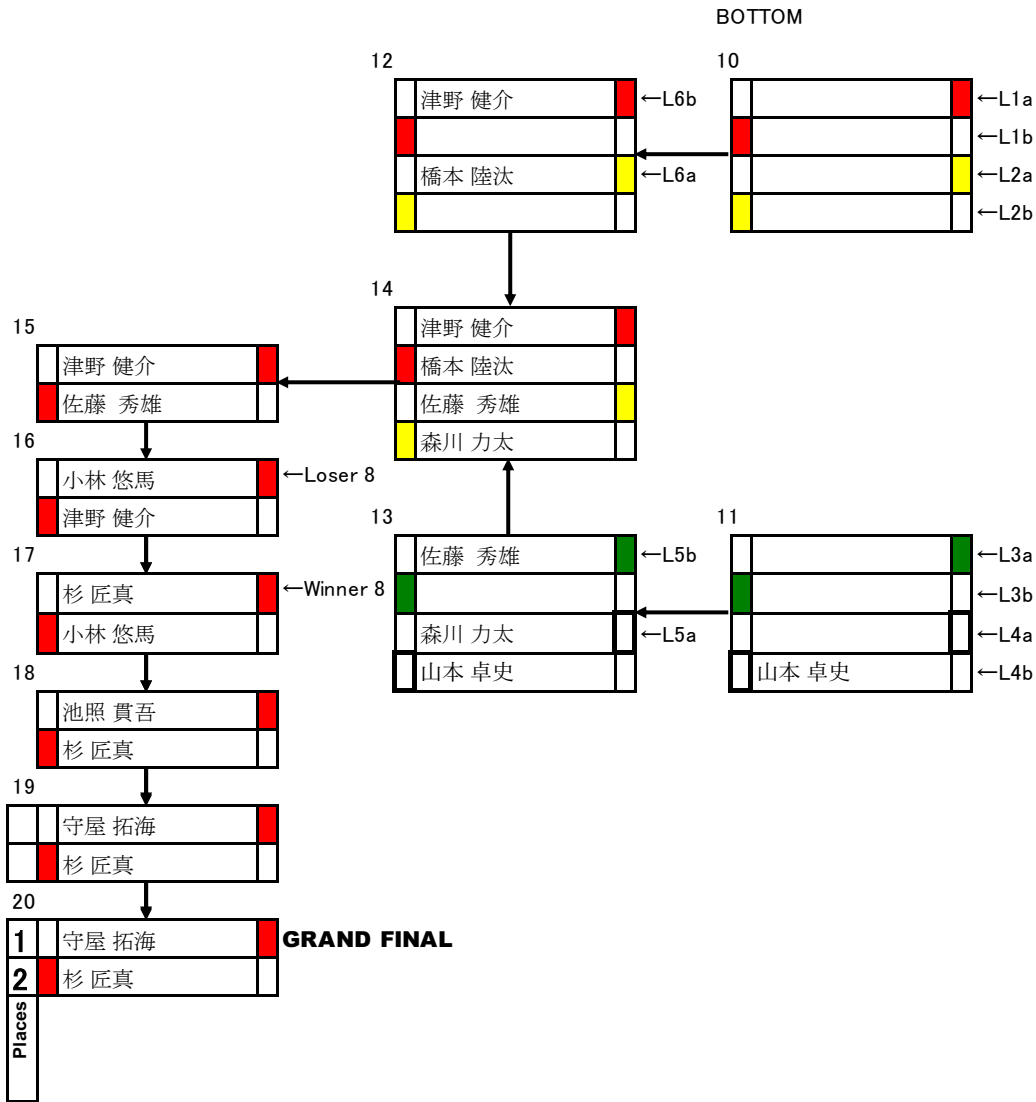 BOTTOM
12
10
津野 健介
←L6b
←L1a
←L1b
橋本 陸汰
←L6a
←L2a
←L2b
14
津野 健介
橋本 陸汰
佐藤 秀雄
森川 力太
15
津野 健介
佐藤 秀雄
16
小林 悠馬
←Loser 8
津野 健介
13
11
佐藤 秀雄
←L5b
←L3a
←L3b
森川 力太
←L5a
←L4a
山本 卓史
山本 卓史
←L4b
17
杉 匠真
←Winner 8
小林 悠馬
18
池照 貫吾
杉 匠真
19
守屋 拓海
杉 匠真
20
1 守屋 拓海 GRAND FINAL
2 杉 匠真
Places